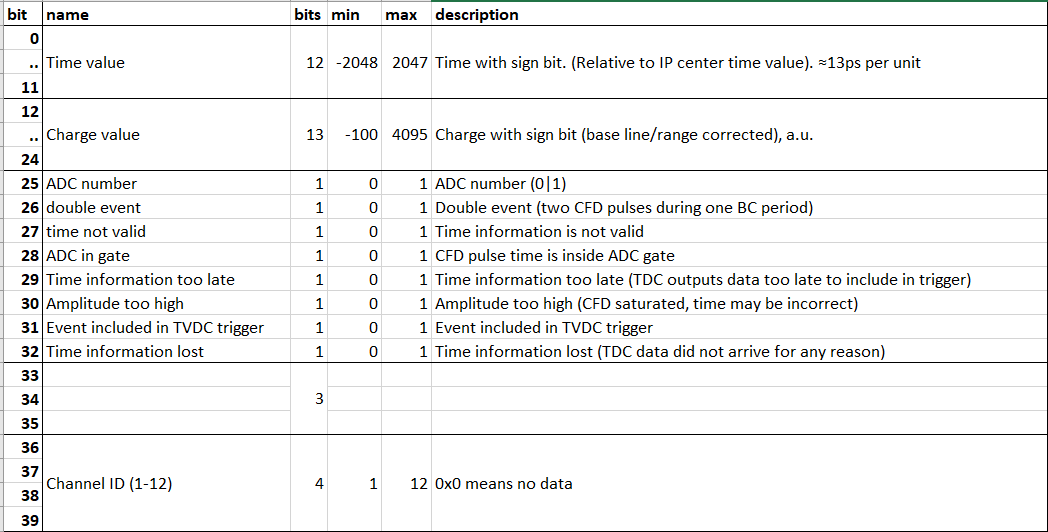 bit name bits min max description
0
.. Time value 12 -2048 2047 Time with sign bit. (Relative to IP center time value). ≈13ps per unit
11
12
.. Charge value 13 -100 4095 Charge with sign bit (base line/range corrected), a.u.
24
25 ADC number 1 0 1 ADC number (0|1)
26 double event 1 0 1 Double event (two CFD pulses during one BC period)
27 time not valid 1 0 1 Time information is not valid
28 ADC in gate 1 0 1 CFD pulse time is inside ADC gate
29 Time information too late 1 0 1 Time information too late (TDC outputs data too late to include in trigger)
30 Amplitude too high 1 0 1 Amplitude too high (CFD saturated, time may be incorrect)
31 Event included in TVDC trigger 1 0 1 Event included in TVDC trigger
32 Time information lost 1 0 1 Time information lost (TDC data did not arrive for any reason)
33
34 3
35
36
37
Channel ID (1-12) 4 1 12 0x0 means no data
38
39